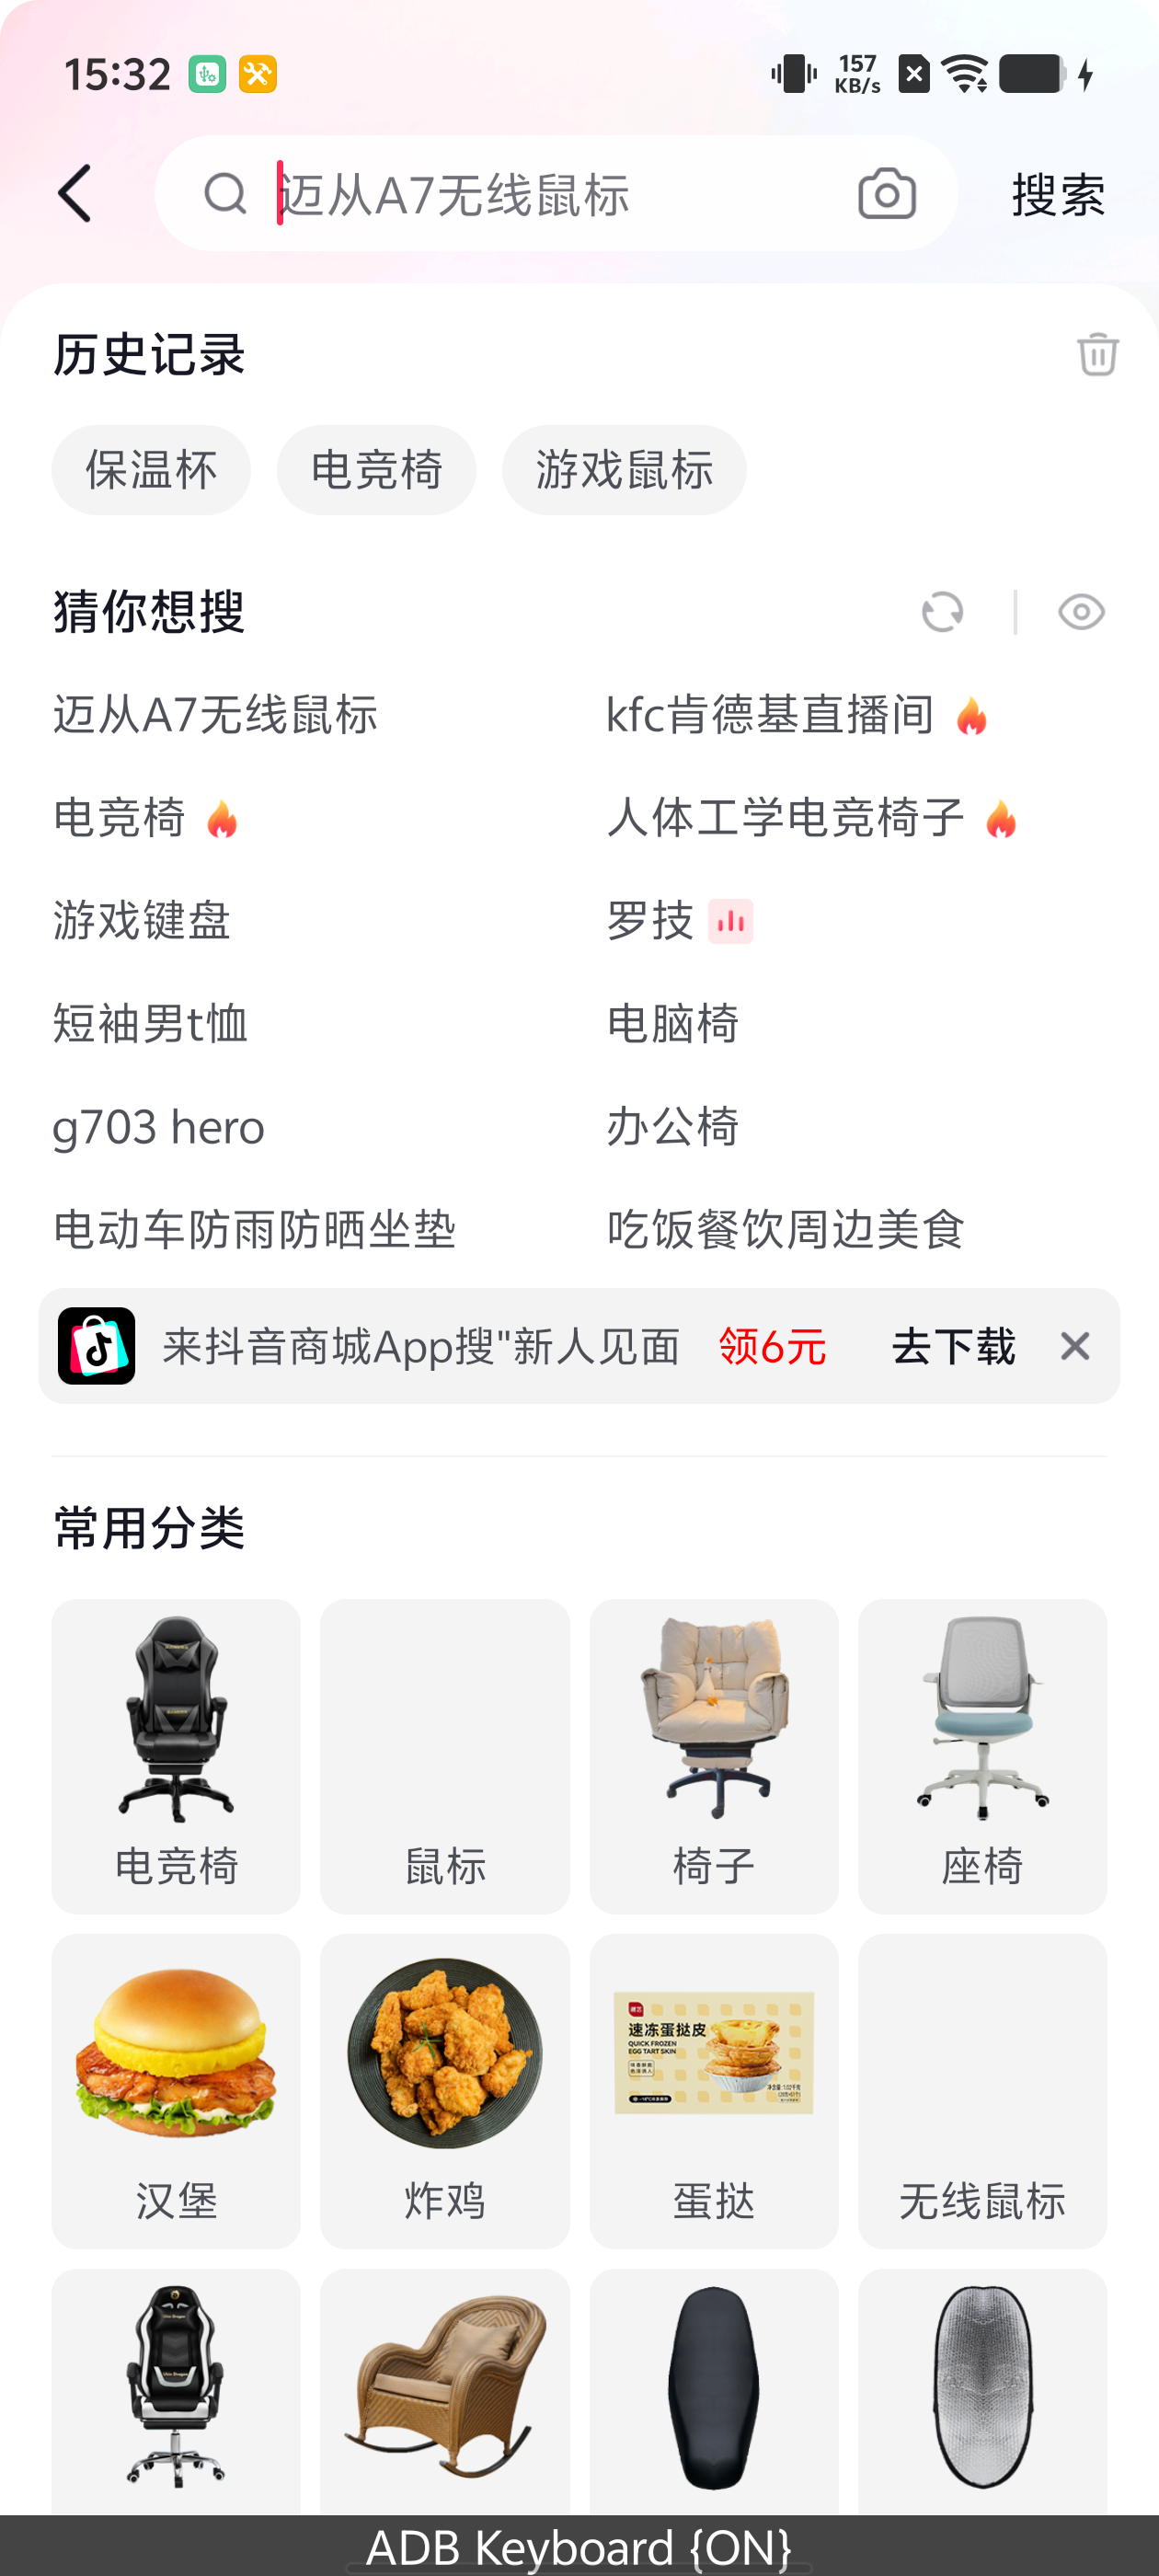 15:32
157
KB/s
迈从A7无线鼠标
搜索
历史记录
保温杯 电竞椅 游戏鼠标
猜你想搜
迈从A7无线鼠标 kfc肯德基直播间
电竞椅 人体工学电竞椅子
游戏键盘 罗技
短袖男t恤 电脑椅
g703 hero 办公椅
电动车防雨防晒坐垫 吃饭餐饮周边美食
来抖音商城App搜"新人见面 领6元 去下载
常用分类
电竞椅 鼠标 椅子 座椅
速冻蛋挞皮
QUICK FROZEN
EGG TART SKIN
汉堡 炸鸡 蛋挞 无线鼠标
ADB Keyboard {ON}